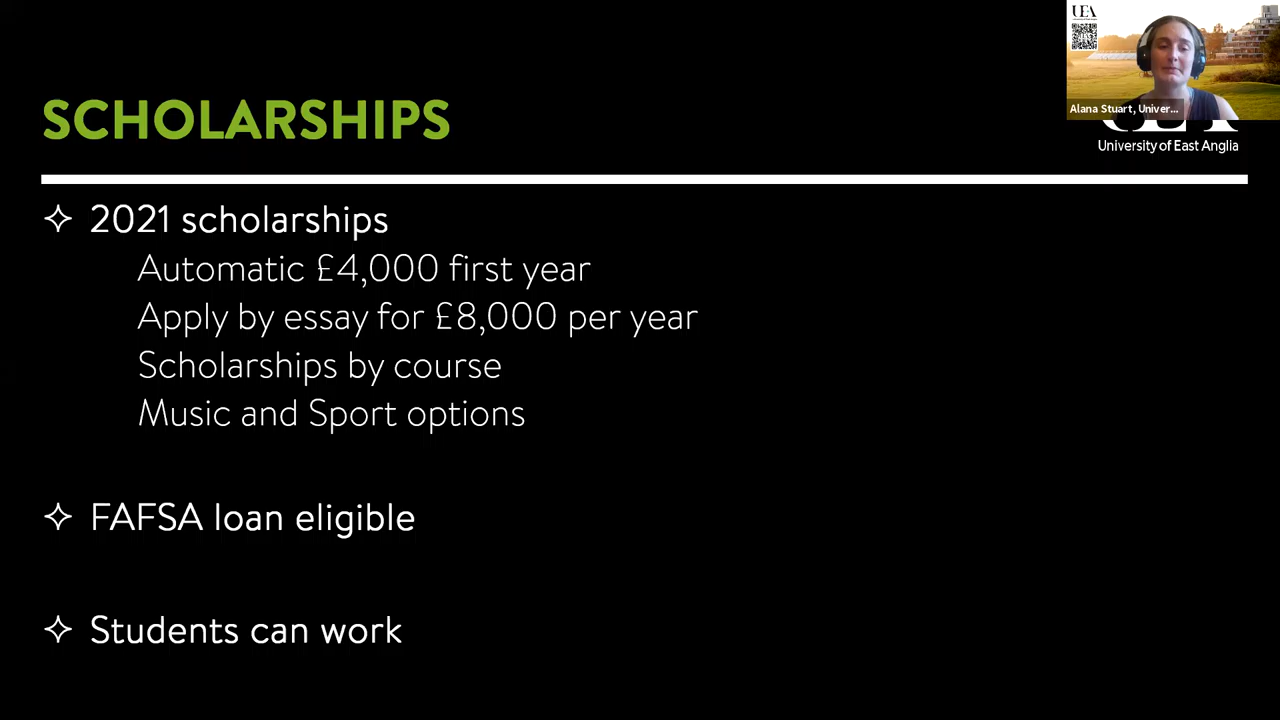 UEA
Alana Stuart, Univer...
University of East Anglia
SCHOLARSHIPS
2021 scholarships
Automatic £4,000 first year
Apply by essay for £8,000 per year
Scholarships by course
Music and Sport options
FAFSA loan eligible
Students can work